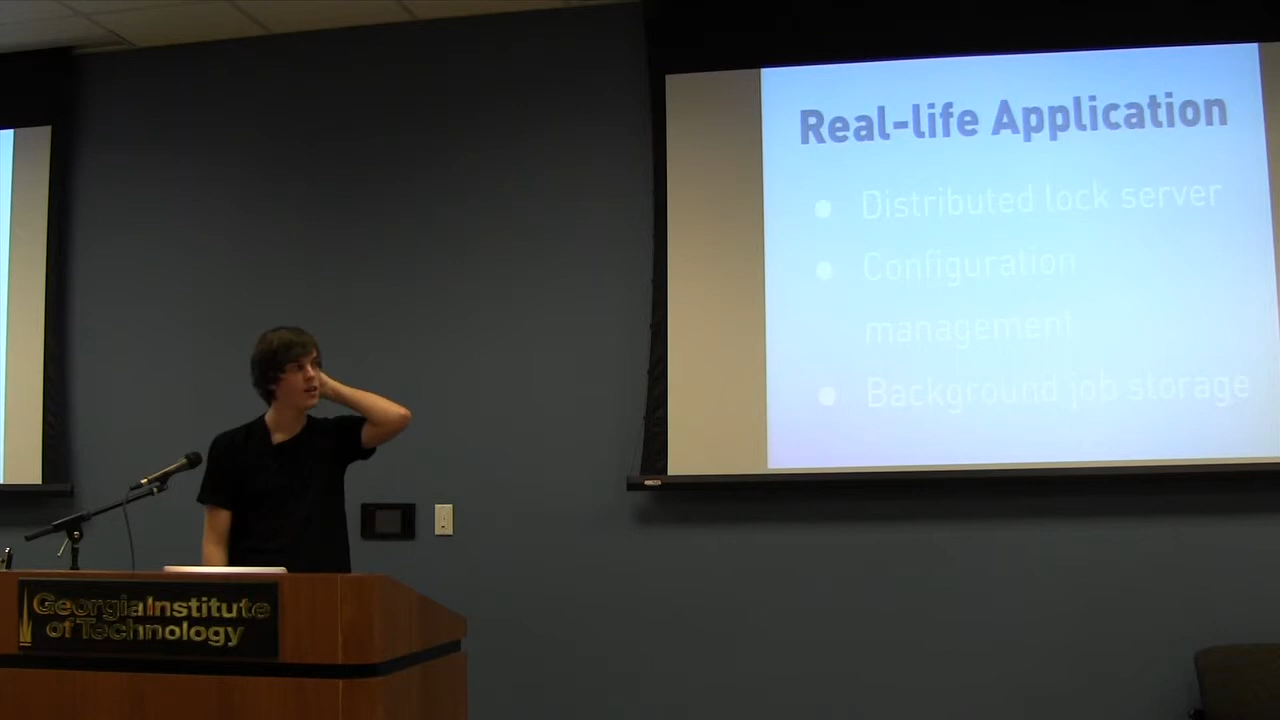 Real-life Application
Distributed lock server
Configuration
management
Background job storage
Georgia Institute
of Technology